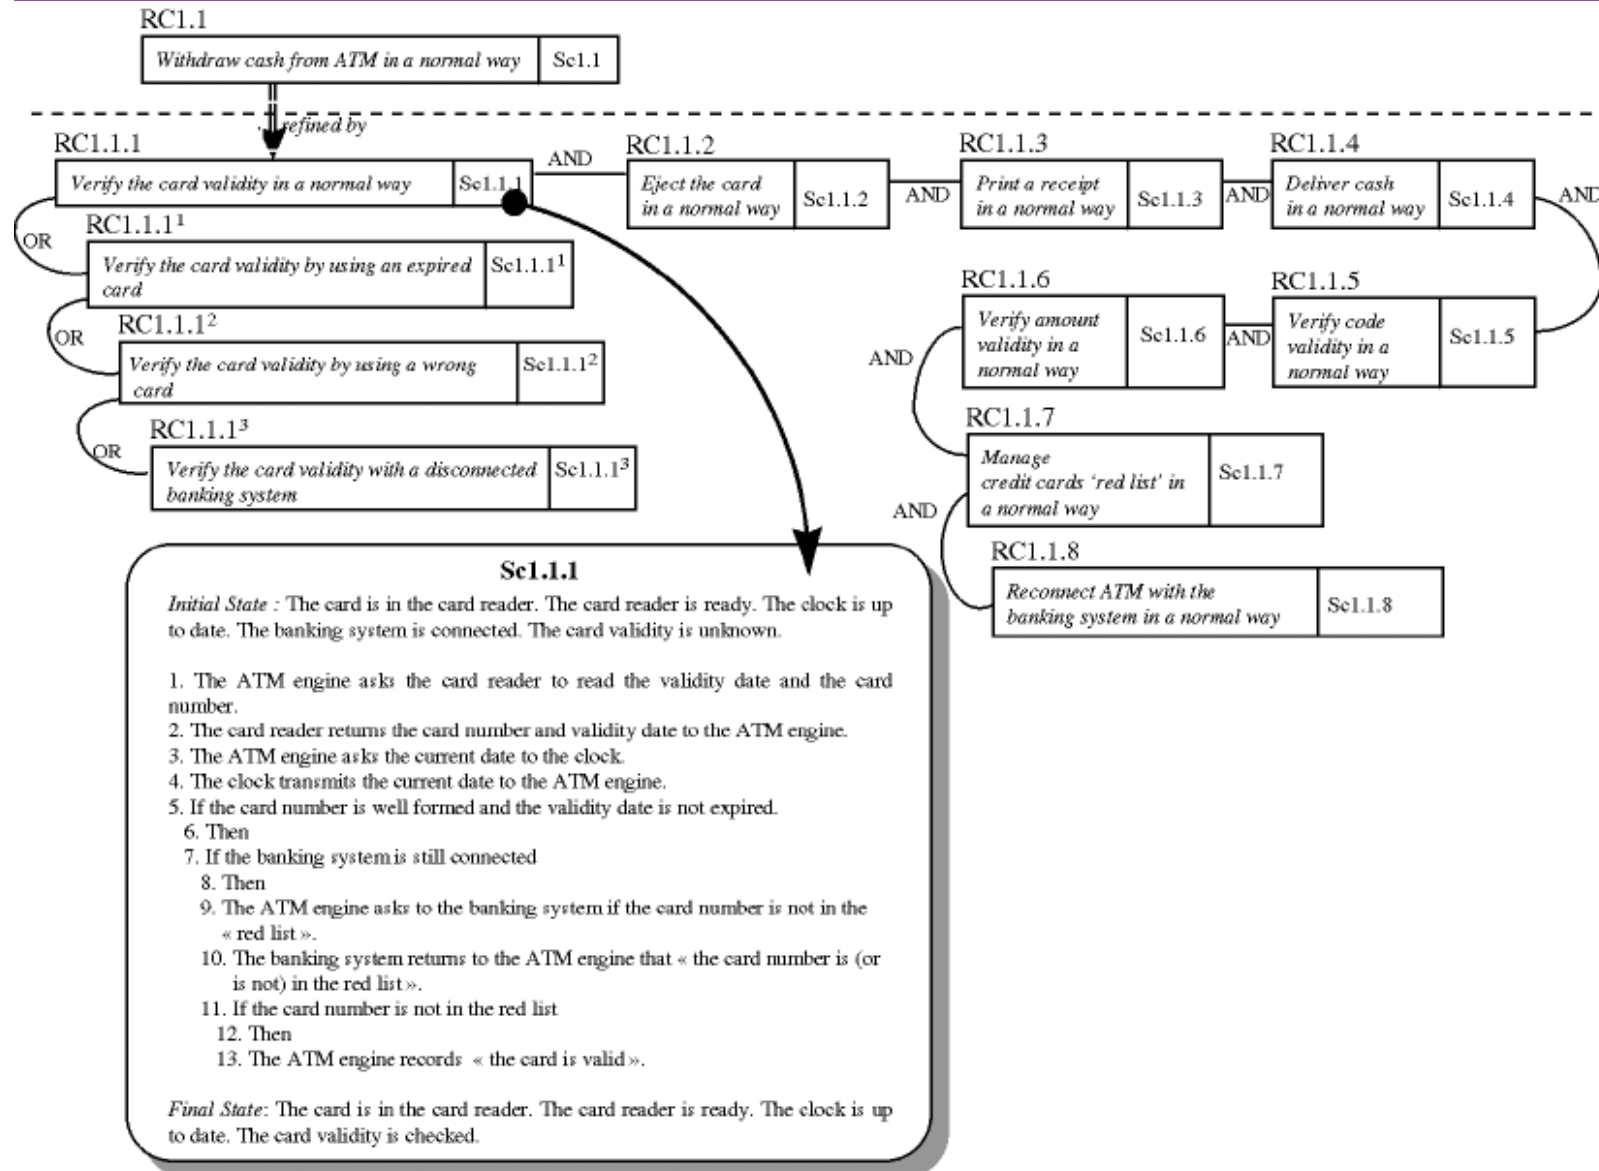 RC1.1
Withdraw cash from ATM in a normal way
Sc1.1
refined by
RC1.1.1
Verify the card validity in a normal way
Sc1.1.1
AND
RC1.1.2
Eject the card
in a normal way
Sc1.1.2
AND
RC1.1.3
Print a receipt
in a normal way
Sc1.1.3
AND
RC1.1.4
Deliver cash
in a normal way
Sc1.1.4
AND
OR
RC1.1.1¹
Verify the card validity by using an expired
card
Sc1.1.1¹
OR
RC1.1.1²
Verify the card validity by using a wrong
card
Sc1.1.1²
OR
RC1.1.1³
Verify the card validity with a disconnected
banking system
Sc1.1.1³
RC1.1.5
Verify code
validity in a
normal way
Sc1.1.5
AND
RC1.1.6
Verify amount
validity in a
normal way
Sc1.1.6
AND
RC1.1.7
Manage
credit cards ‘red list’ in
a normal way
Sc1.1.7
AND
RC1.1.8
Reconnect ATM with the
banking system in a normal way
Sc1.1.8
Sc1.1.1
Initial State : The card is in the card reader. The card reader is ready. The clock is up
to date. The banking system is connected. The card validity is unknown.
1. The ATM engine asks the card reader to read the validity date and the card
number.
2. The card reader returns the card number and validity date to the ATM engine.
3. The ATM engine asks the current date to the clock.
4. The clock transmits the current date to the ATM engine.
5. If the card number is well formed and the validity date is not expired.
6. Then
7. If the banking system is still connected
8. Then
9. The ATM engine asks to the banking system if the card number is not in the
« red list ».
10. The banking system returns to the ATM engine that « the card number is (or
is not) in the red list ».
11. If the card number is not in the red list
12. Then
13. The ATM engine records « the card is valid ».
Final State: The card is in the card reader. The card reader is ready. The clock is up
to date. The card validity is checked.